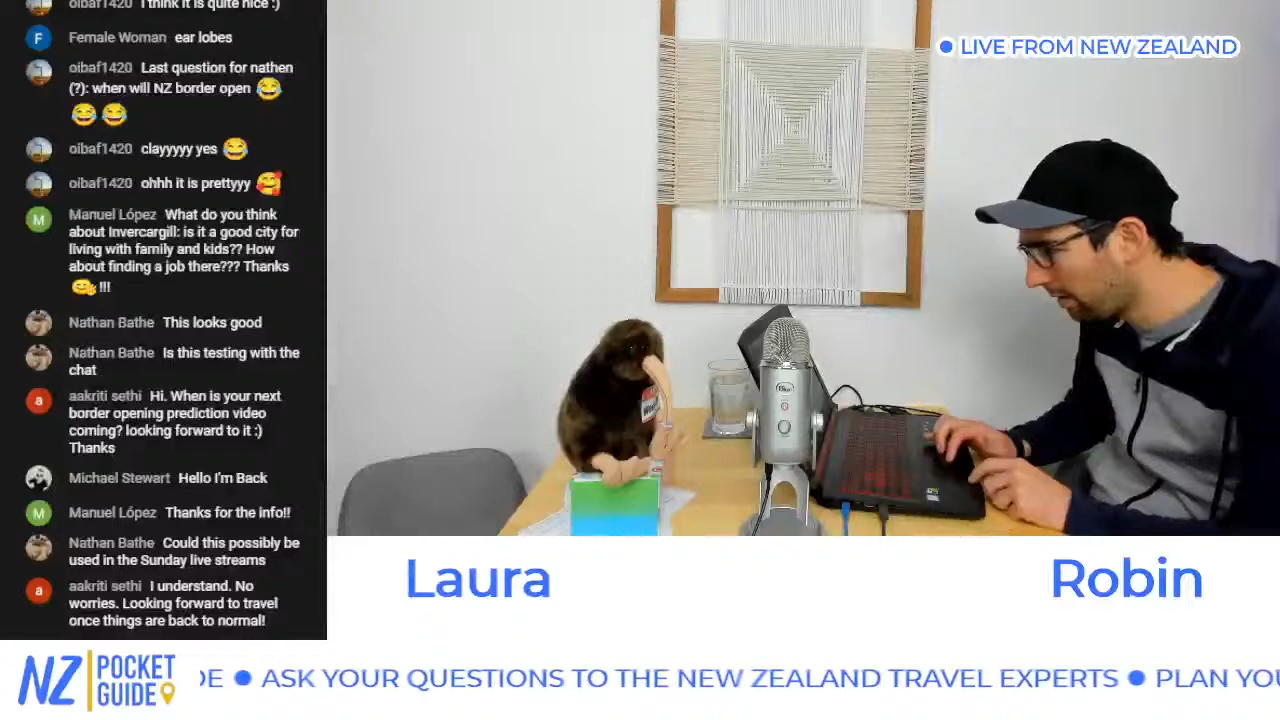 oibaf1420 I think it is quite nice :)
Female Woman ear lobes
oibaf1420 Last question for nathen
(?): when will NZ border open
oibaf1420 clayyyyy yes
oibaf1420 ohhh it is prettyyy
Manuel López What do you think
about Invercargill: is it a good city for
living with family and kids?? How
about finding a job there??? Thanks
!!!
Nathan Bathe This looks good
Nathan Bathe Is this testing with the
chat
aakriti sethi Hi. When is your next
border opening prediction video
coming? looking forward to it :)
Thanks
Michael Stewart Hello I'm Back
Manuel López Thanks for the info!!
Nathan Bathe Could this possibly be
used in the Sunday live streams
aakriti sethi I understand. No
worries. Looking forward to travel
once things are back to normal!
LIVE FROM NEW ZEALAND
Laura
Robin
NZ POCKET
GUIDE
DE ● ASK YOUR QUESTIONS TO THE NEW ZEALAND TRAVEL EXPERTS ● PLAN YOU